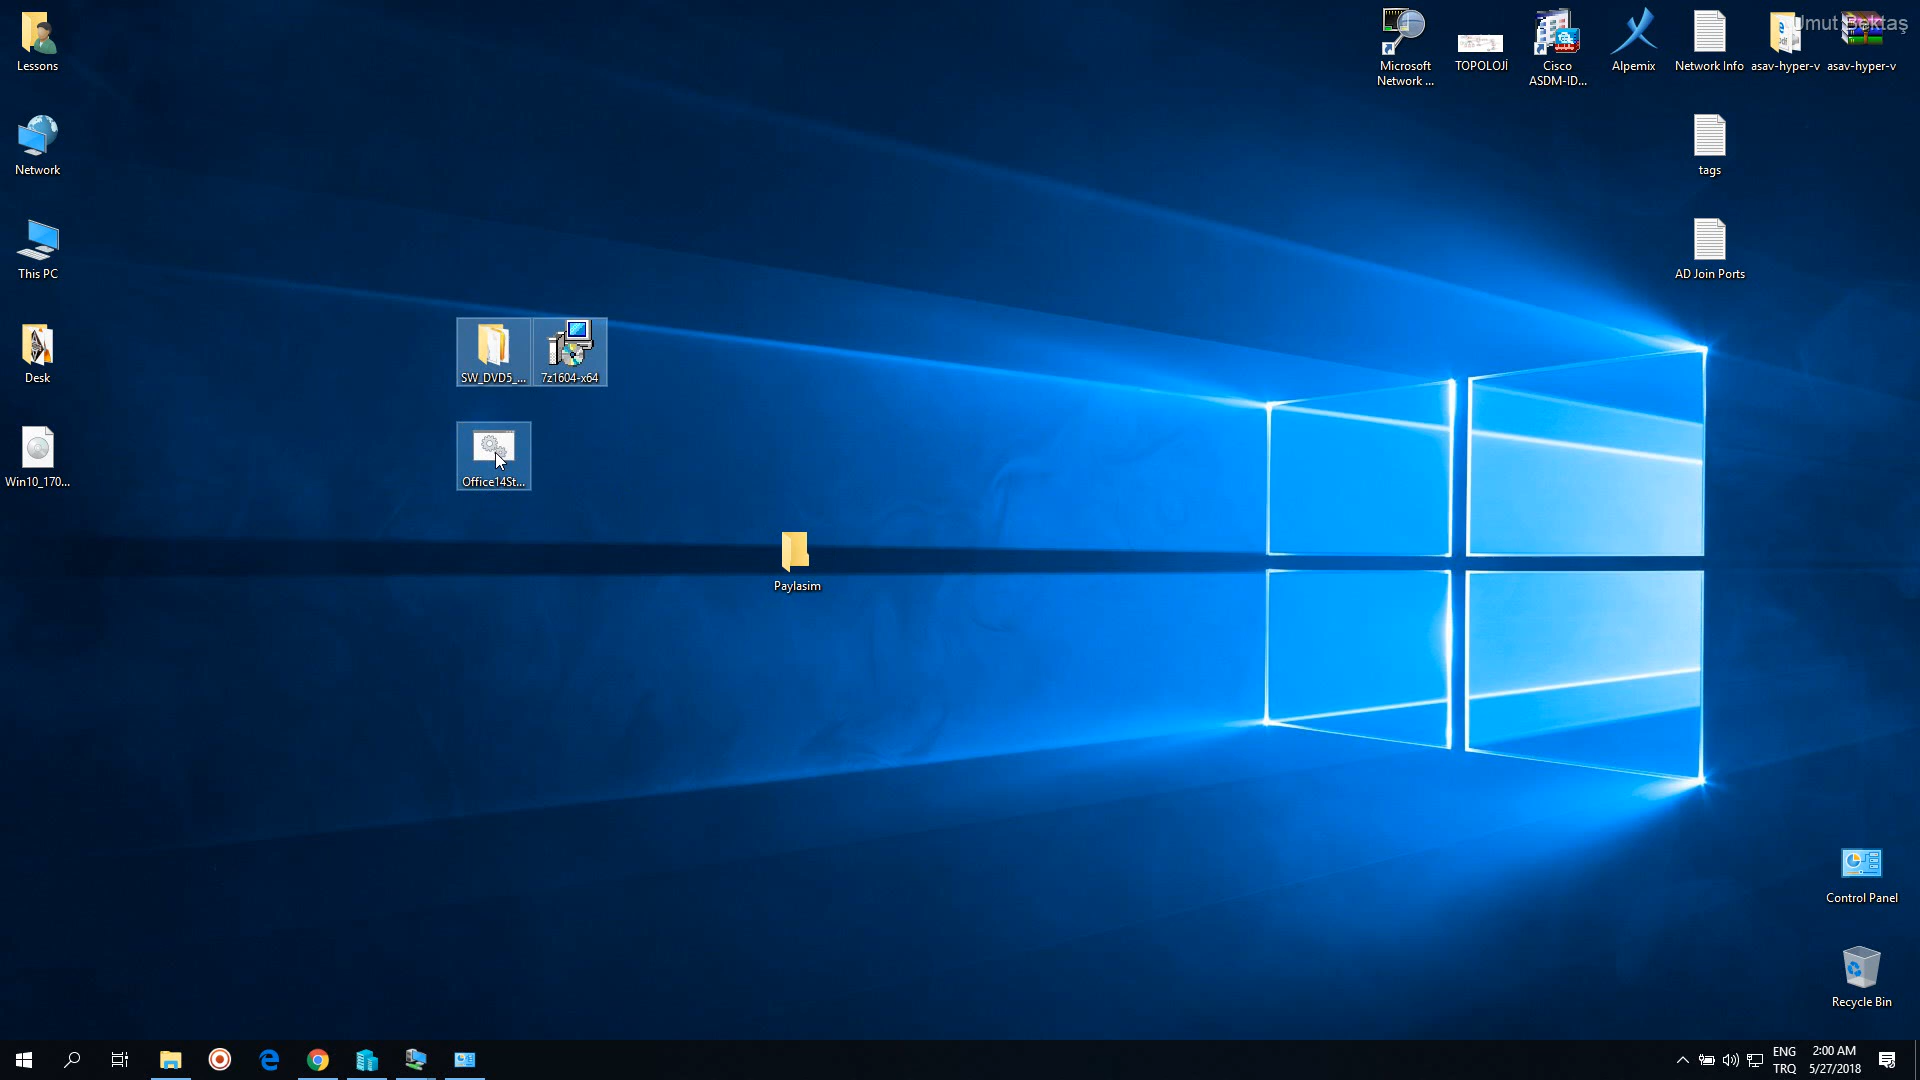 Umut Bektaş
Lessons
Microsoft
Network ...
TOPOLOJİ
Cisco
ASDM-ID...
Alpemix
Network Info
asav-hyper-v
asav-hyper-v
Network
tags
This PC
AD Join Ports
Desk
SW_DVD5_...
7z1604-x64
Win10_170...
Office14St...
Paylasim
Control Panel
Recycle Bin
ENG
TRQ
2:00 AM
5/27/2018